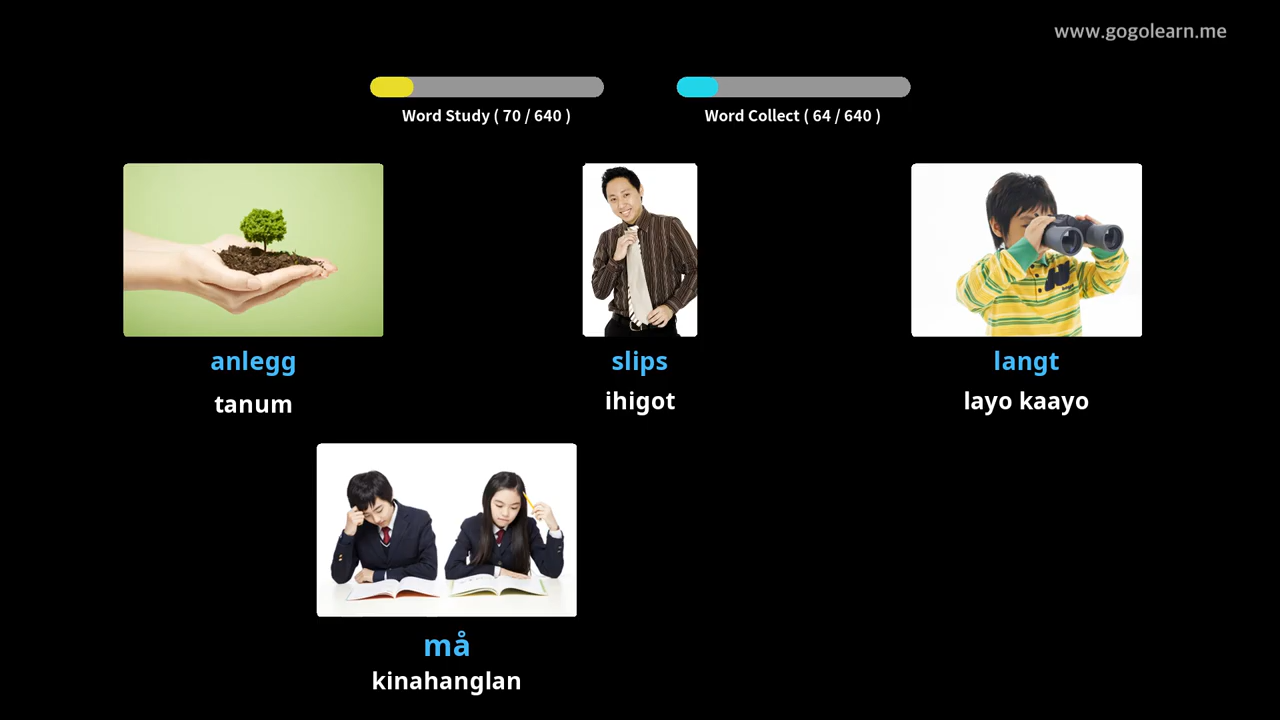 www.gogolearn.me
Word Study ( 70 / 640 )
Word Collect ( 64 / 640 )
anlegg
slips
langt
tanum
ihigot
layo kaayo
må
kinahanglan